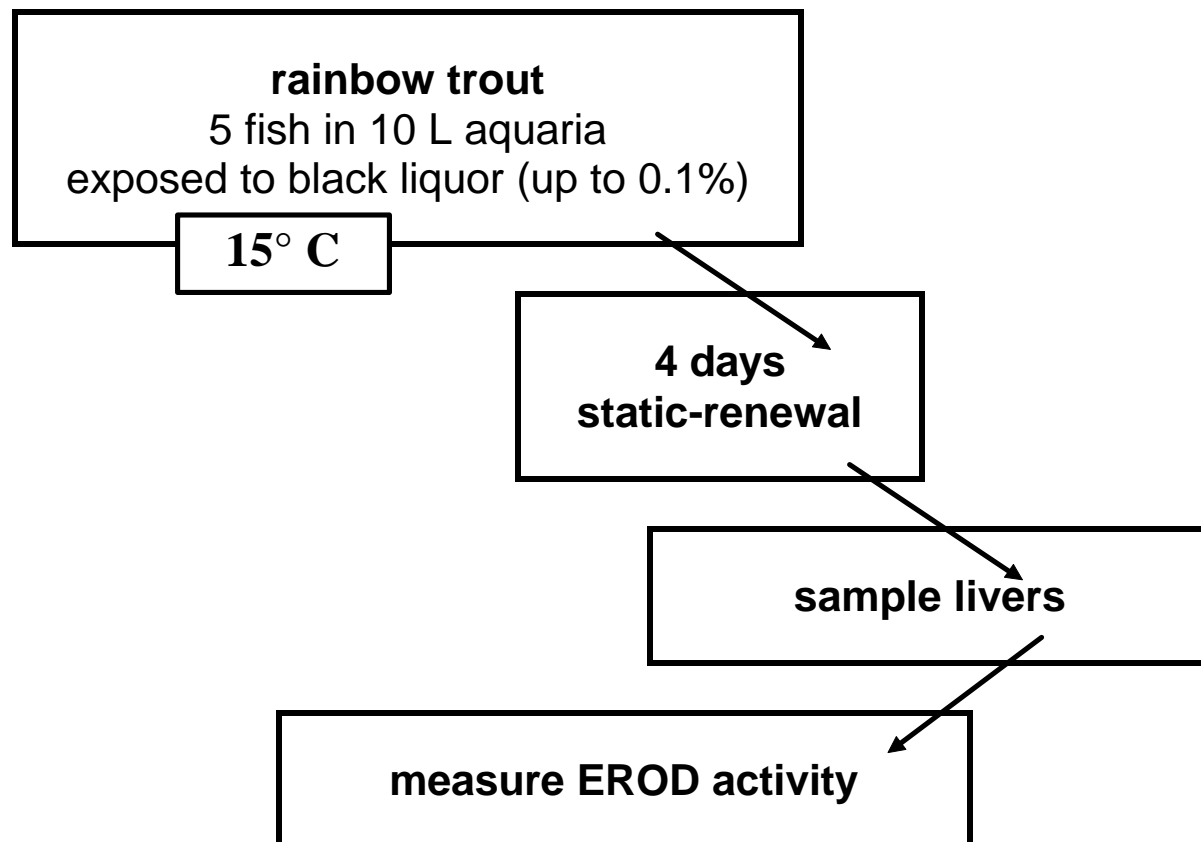 rainbow trout
5 fish in 10 L aquaria
exposed to black liquor (up to 0.1%)
15° C
4 days
static-renewal
sample livers
measure EROD activity